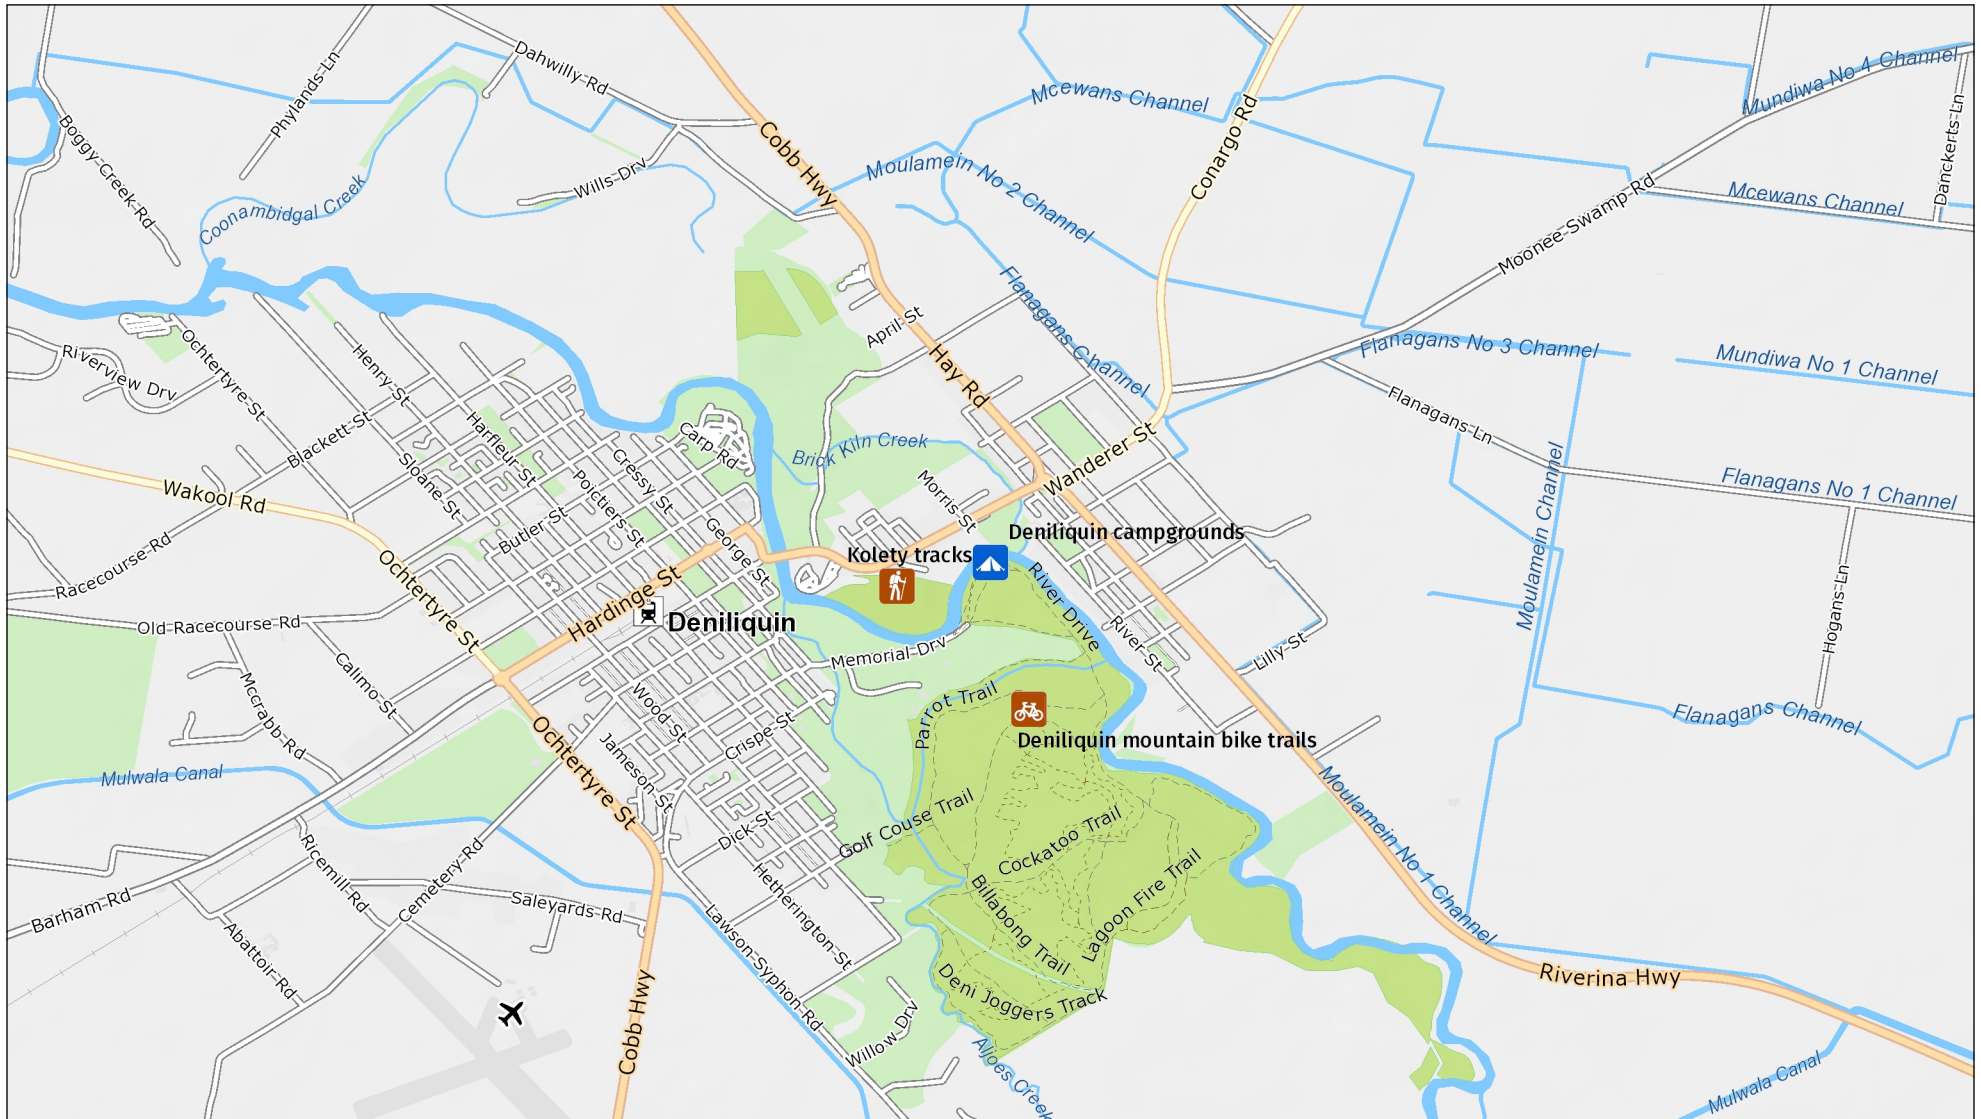 Dahwilly Rd
Phylands Ln
Mundiwa No 4 Channel
Mcewans Channel
Danckerts-Ln
Conargo Rd
Cobb Hwy
Boggy-Creek-Rd
Moulamein No 2 Channel
Wills-Drv
Coonambidgal Creek
Moonee-Swamp-Rd
Mcewans Channel
Flanagans Channel
April St
Flanagans No 3 Channel
Mundiwa No 1 Channel
Hay Rd
Riverview Drv
Ochtertyre-St
Henry-St
Flanagans-Ln
Blackett-St
Harfleur-St
Carp-Rd
Brick Kiln Creek
Wanderer St
Sloane-St
Cressy St
Poictiers-St
Morris-St
Moulamein Channel
Flanagans No 1 Channel
Wakool Rd
Butler St
George-St
Deniliquin campgrounds
Racecourse-Rd
Kolety tracks
Ochtertyre St
Hardinge St
River Drive
Hogans-Ln
Old-Racecourse Rd
Deniliquin
River-St
Lilly-St
Memorial-Drv
Calimo-St
Mccrabb-Rd
Wood-St
Parrot Trail
Flanagans Channel
Crispe-St
Deniliquin mountain bike trails
Ochtertyre St
Jameson-St
Mulwala Canal
Moulamein No 1 Channel
Golf Couse Trail
Cockatoo Trail
Dick-St
Ricemill-Rd
Cemetery-Rd
Lagoon Fire Trail
Hetherington-St
Billabong Trail
Barham-Rd
Saleyards-Rd
Abattoir-Rd
Lawson-Syphon-Rd
Deni Joggers Track
Riverina Hwy
Cobb Hwy
Willow Drv
Aljoes Creek
Mulwala Canal